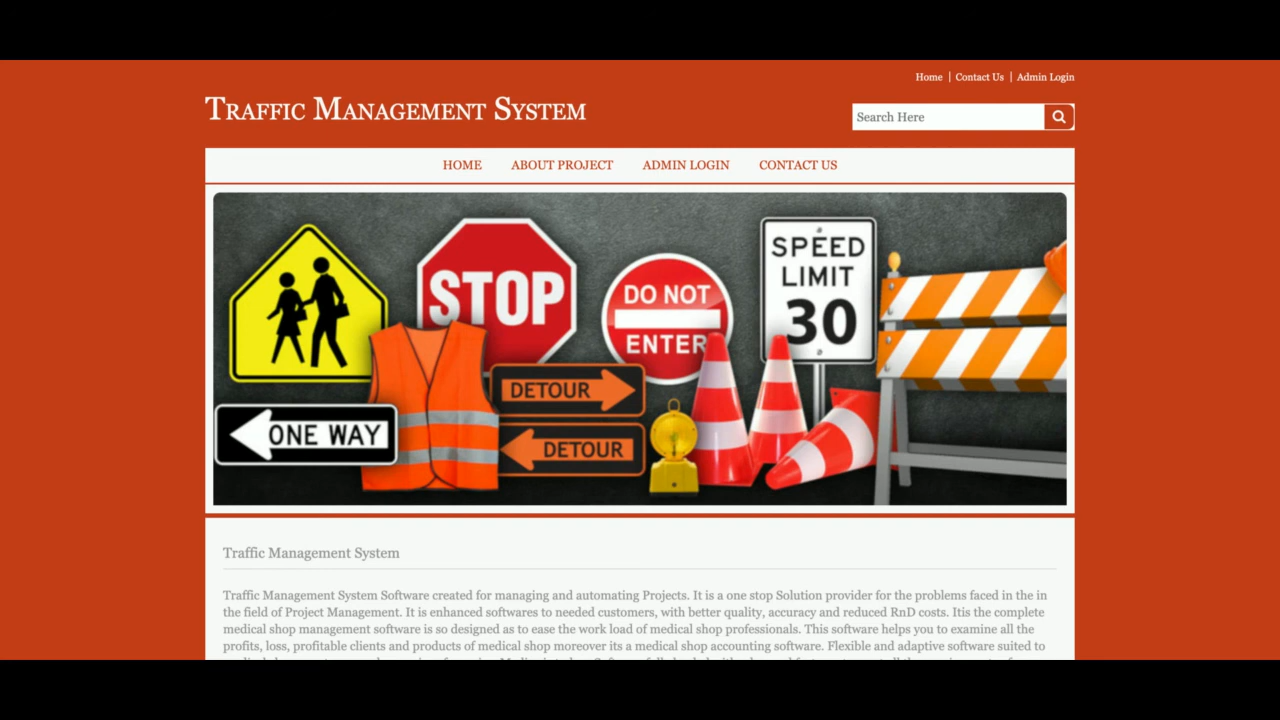 Home | Contact Us | Admin Login
Traffic Management System
Search Here
HOME ABOUT PROJECT ADMIN LOGIN CONTACT US
STOP
DO NOT
ENTER
SPEED
LIMIT
30
DETOUR
ONE WAY
DETOUR
Traffic Management System
Traffic Management System Software created for managing and automating Projects. It is a one stop Solution provider for the problems faced in the in
the field of Project Management. It is enhanced softwares to needed customers, with better quality, accuracy and reduced RnD costs. Itis the complete
medical shop management software is so designed as to ease the work load of medical shop professionals. This software helps you to examine all the
profits, loss, profitable clients and products of medical shop moreover its a medical shop accounting software. Flexible and adaptive software suited to